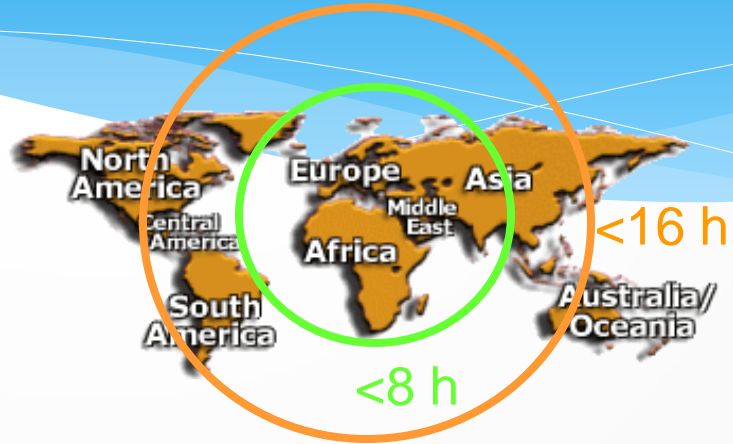 North
America
Europe
Asia
Middle
East
Central
America
Africa
<16 h
South
America
Australia/
Oceania
<8 h